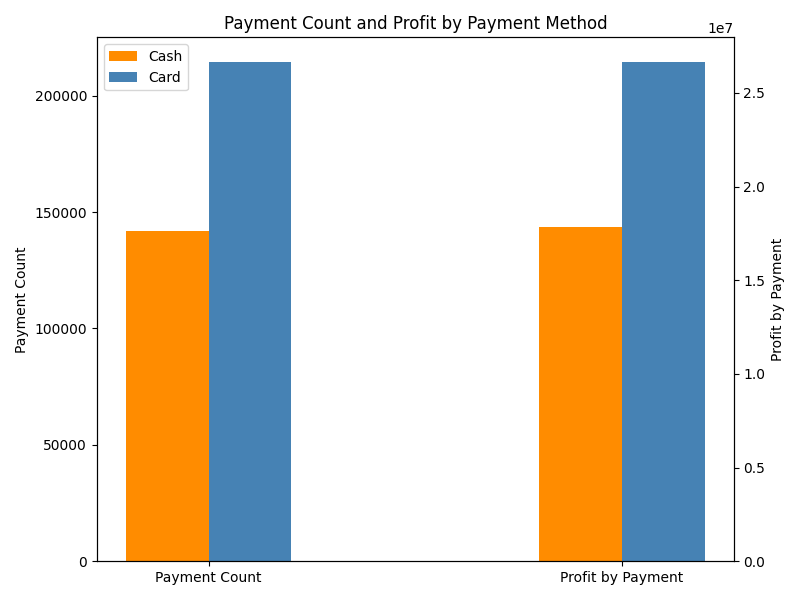 Payment Count and Profit by Payment Method
1e7
Cash
Card
200000
150000
100000
50000
0
Payment Count
2.5
2.0
1.5
1.0
0.5
0.0
Profit by Payment
Payment Count
Profit by Payment